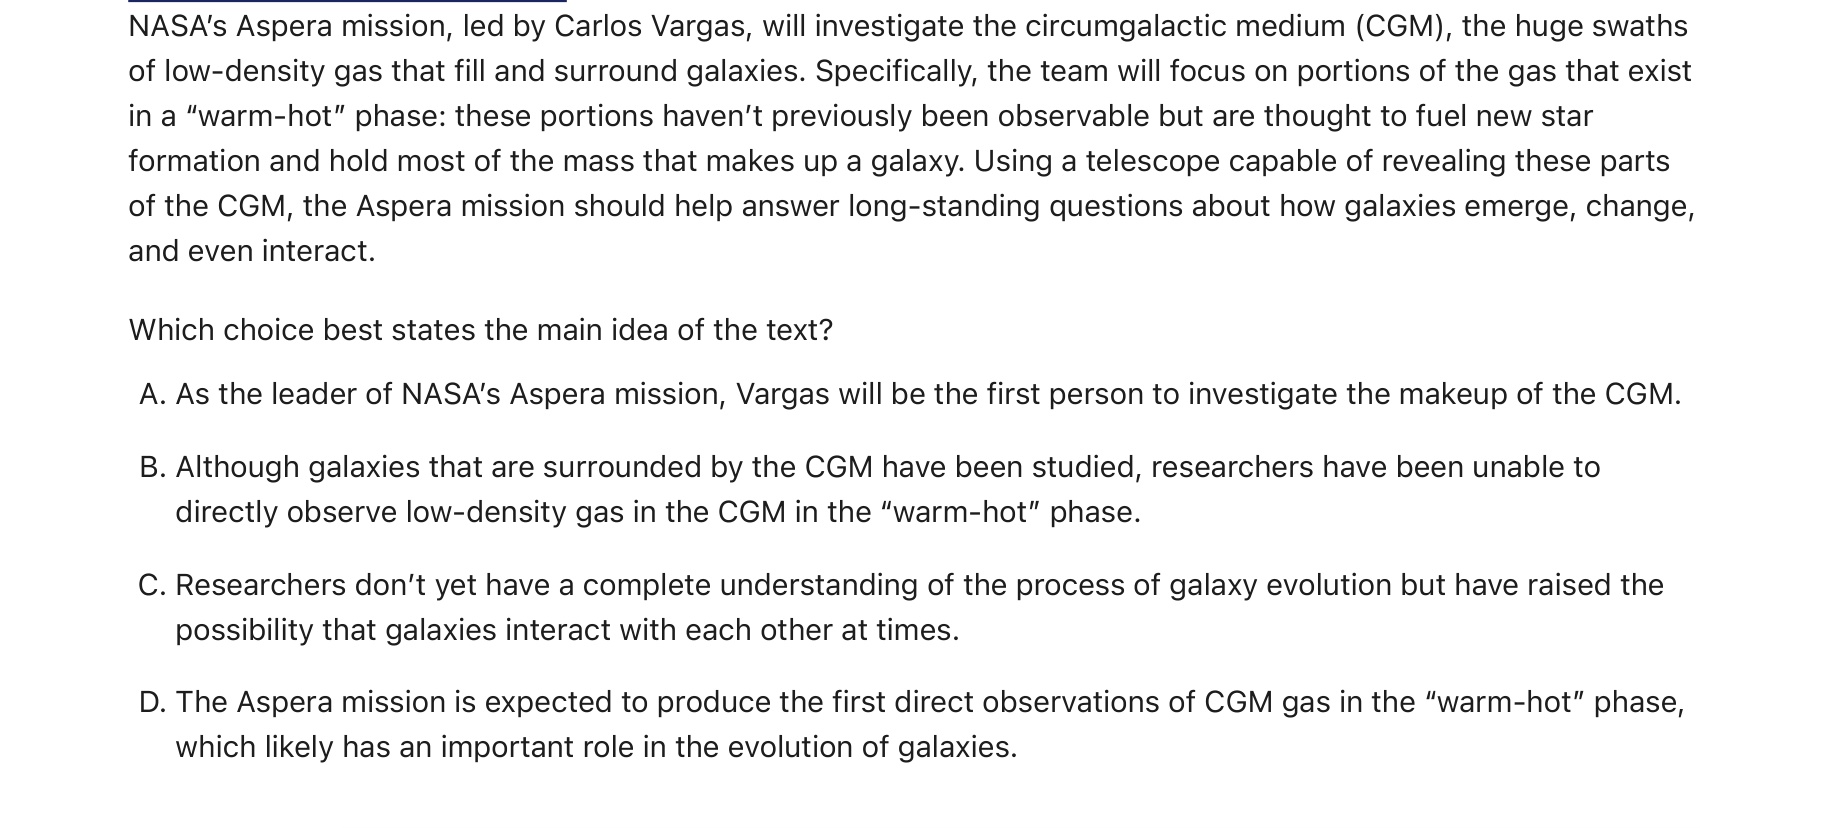 NASA’s Aspera mission, led by Carlos Vargas, will investigate the circumgalactic medium (CGM), the huge swaths
of low-density gas that fill and surround galaxies. Specifically, the team will focus on portions of the gas that exist
in a “warm-hot” phase: these portions haven’t previously been observable but are thought to fuel new star
formation and hold most of the mass that makes up a galaxy. Using a telescope capable of revealing these parts
of the CGM, the Aspera mission should help answer long-standing questions about how galaxies emerge, change,
and even interact.
Which choice best states the main idea of the text?
A. As the leader of NASA’s Aspera mission, Vargas will be the first person to investigate the makeup of the CGM.
B. Although galaxies that are surrounded by the CGM have been studied, researchers have been unable to
directly observe low-density gas in the CGM in the “warm-hot” phase.
C. Researchers don’t yet have a complete understanding of the process of galaxy evolution but have raised the
possibility that galaxies interact with each other at times.
D. The Aspera mission is expected to produce the first direct observations of CGM gas in the “warm-hot” phase,
which likely has an important role in the evolution of galaxies.